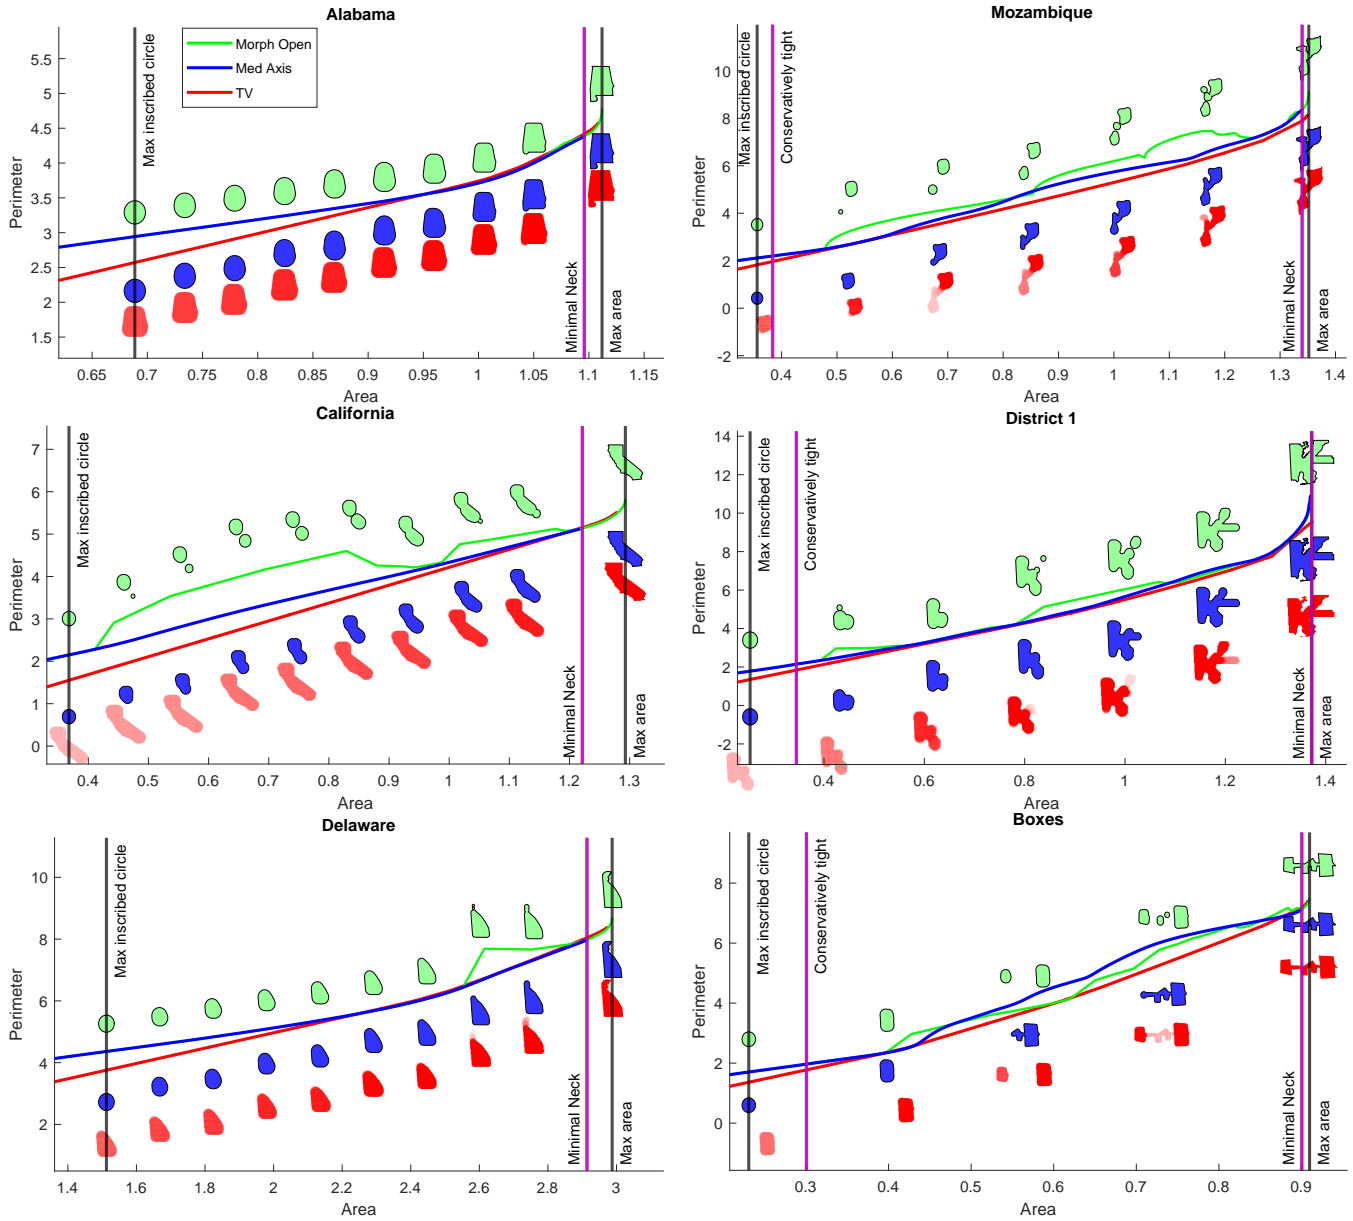 Alabama
Morph Open
Med Axis
TV
Max inscribed circle
Minimal Neck
Max area
Perimeter
5.5
5
4.5
4
3.5
3
2.5
2
1.5
0.65 0.7 0.75 0.8 0.85 0.9 0.95 1 1.05 1.1 1.15
Area
Mozambique
Max inscribed circle
Conservatively tight
Minimal Neck
Max area
Perimeter
10
8
6
4
2
0
-2
0.4 0.5 0.6 0.7 0.8 0.9 1 1.1 1.2 1.3 1.4
Area
California
Max inscribed circle
Minimal Neck
Max area
Perimeter
7
6
5
4
3
2
1
0
0.4 0.5 0.6 0.7 0.8 0.9 1 1.1 1.2 1.3
Area
District 1
Max inscribed circle
Conservatively tight
Minimal Neck
Max area
Perimeter
14
12
10
8
6
4
2
0
-2
0.4 0.6 0.8 1 1.2 1.4
Area
Delaware
Max inscribed circle
Minimal Neck
Max area
Perimeter
10
8
6
4
2
1.4 1.6 1.8 2 2.2 2.4 2.6 2.8 3
Area
Boxes
Max inscribed circle
Conservatively tight
Minimal Neck
Max area
Perimeter
8
6
4
2
0
0.3 0.4 0.5 0.6 0.7 0.8 0.9
Area